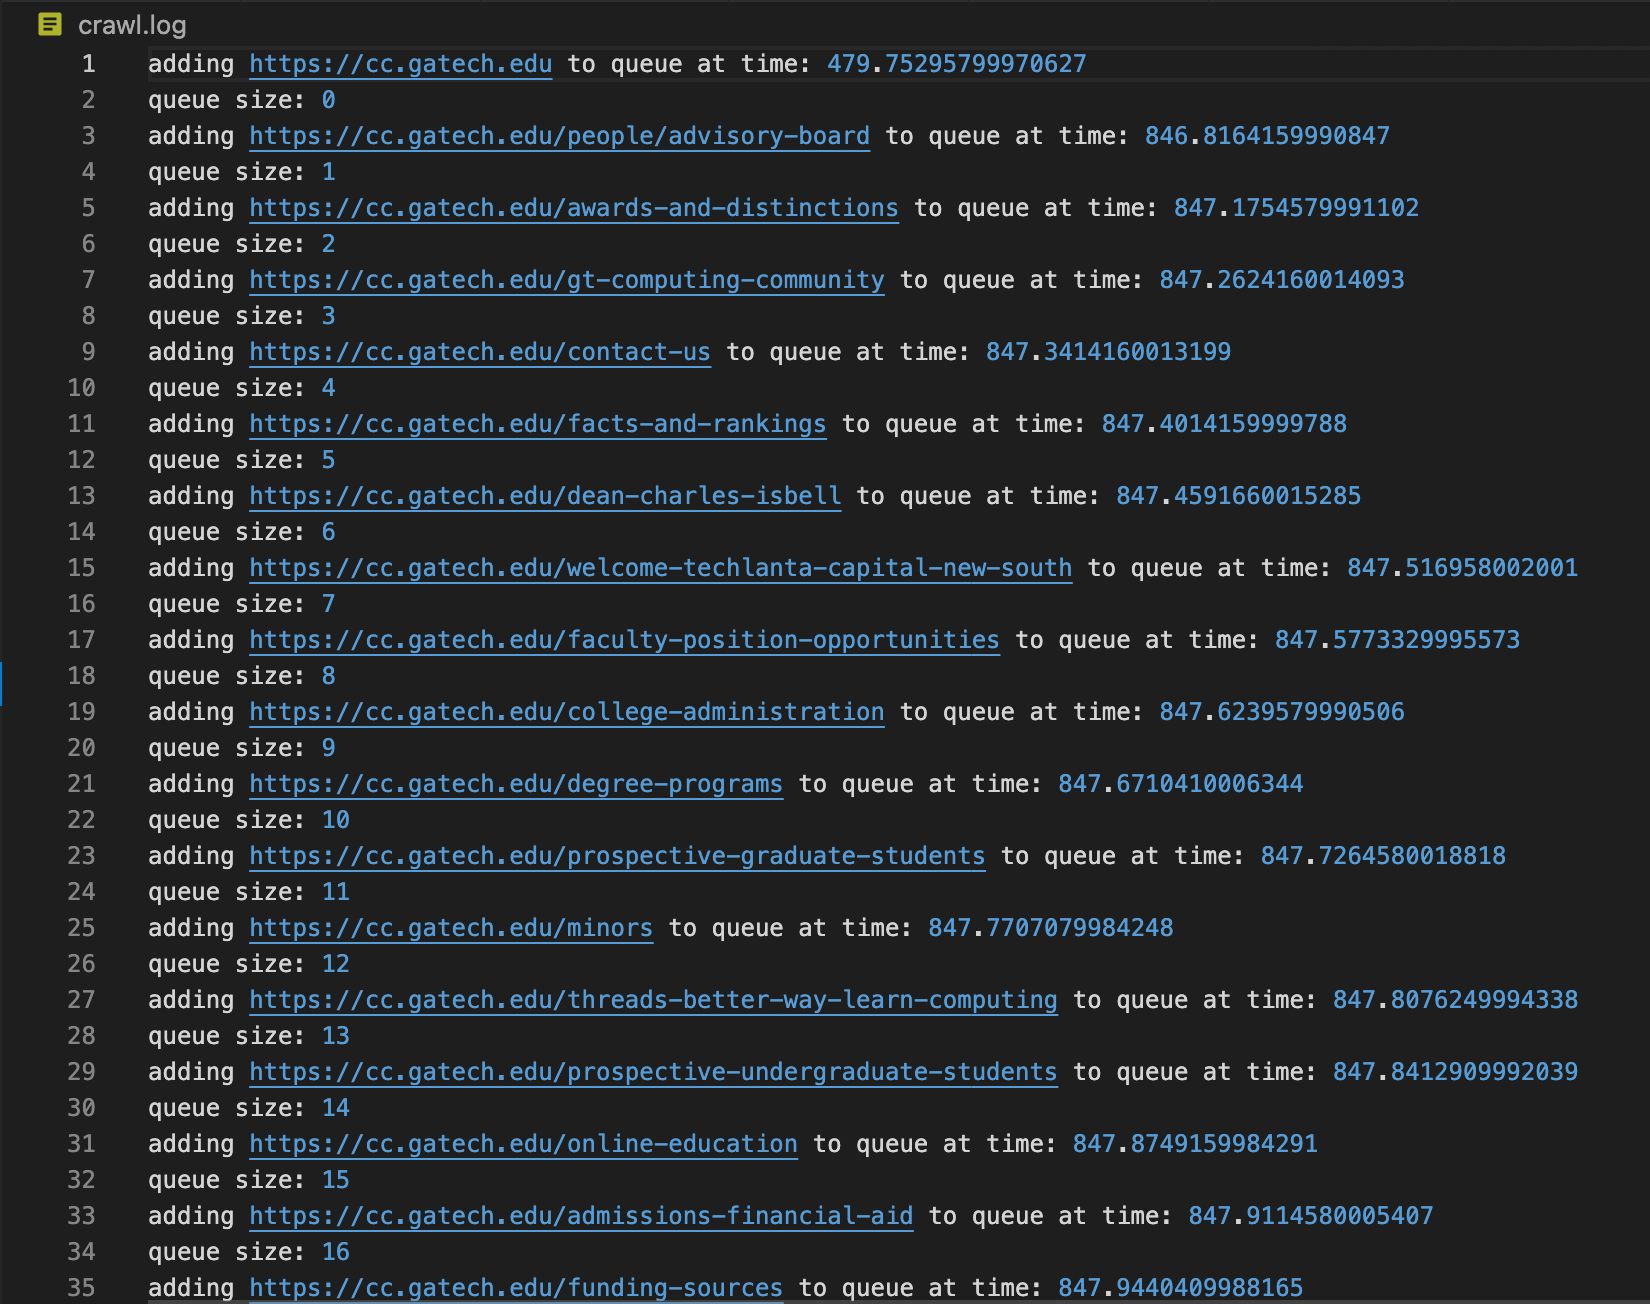 crawl.log
1 adding https://cc.gatech.edu to queue at time: 479.75295799970627
2 queue size: 0
3 adding https://cc.gatech.edu/people/advisory-board to queue at time: 846.8164159990847
4 queue size: 1
5 adding https://cc.gatech.edu/awards-and-distinctions to queue at time: 847.1754579991102
6 queue size: 2
7 adding https://cc.gatech.edu/gt-computing-community to queue at time: 847.2624160014093
8 queue size: 3
9 adding https://cc.gatech.edu/contact-us to queue at time: 847.3414160013199
10 queue size: 4
11 adding https://cc.gatech.edu/facts-and-rankings to queue at time: 847.4014159999788
12 queue size: 5
13 adding https://cc.gatech.edu/dean-charles-isbell to queue at time: 847.4591660015285
14 queue size: 6
15 adding https://cc.gatech.edu/welcome-techlanta-capital-new-south to queue at time: 847.516958002001
16 queue size: 7
17 adding https://cc.gatech.edu/faculty-position-opportunities to queue at time: 847.5773329995573
18 queue size: 8
19 adding https://cc.gatech.edu/college-administration to queue at time: 847.6239579990506
20 queue size: 9
21 adding https://cc.gatech.edu/degree-programs to queue at time: 847.6710410006344
22 queue size: 10
23 adding https://cc.gatech.edu/prospective-graduate-students to queue at time: 847.7264580018818
24 queue size: 11
25 adding https://cc.gatech.edu/minors to queue at time: 847.7707079984248
26 queue size: 12
27 adding https://cc.gatech.edu/threads-better-way-learn-computing to queue at time: 847.8076249994338
28 queue size: 13
29 adding https://cc.gatech.edu/prospective-undergraduate-students to queue at time: 847.8412909992039
30 queue size: 14
31 adding https://cc.gatech.edu/online-education to queue at time: 847.8749159984291
32 queue size: 15
33 adding https://cc.gatech.edu/admissions-financial-aid to queue at time: 847.9114580005407
34 queue size: 16
35 adding https://cc.gatech.edu/funding-sources to queue at time: 847.9440409988165